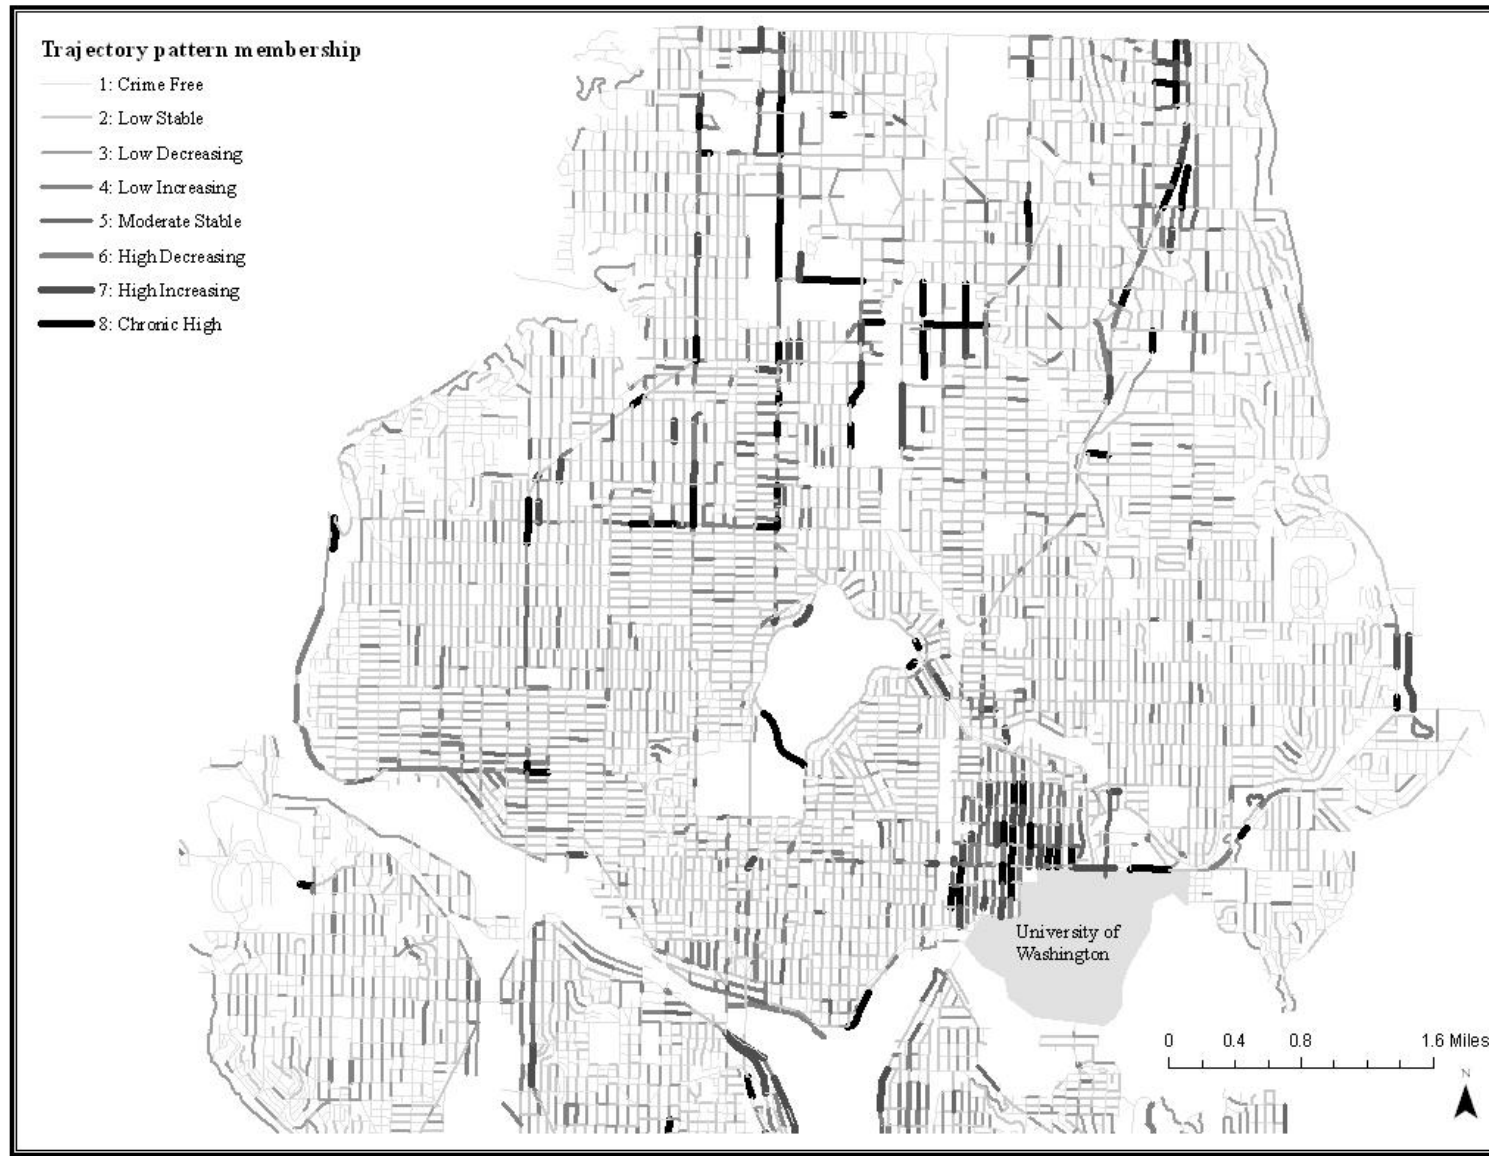 Trajectory pattern membership
1: Crime Free
2: Low Stable
3: Low Decreasing
4: Low Increasing
5: Moderate Stable
6: High Decreasing
7: High Increasing
8: Chronic High
University of
Washington
0 0.4 0.8 1.6 Miles
N